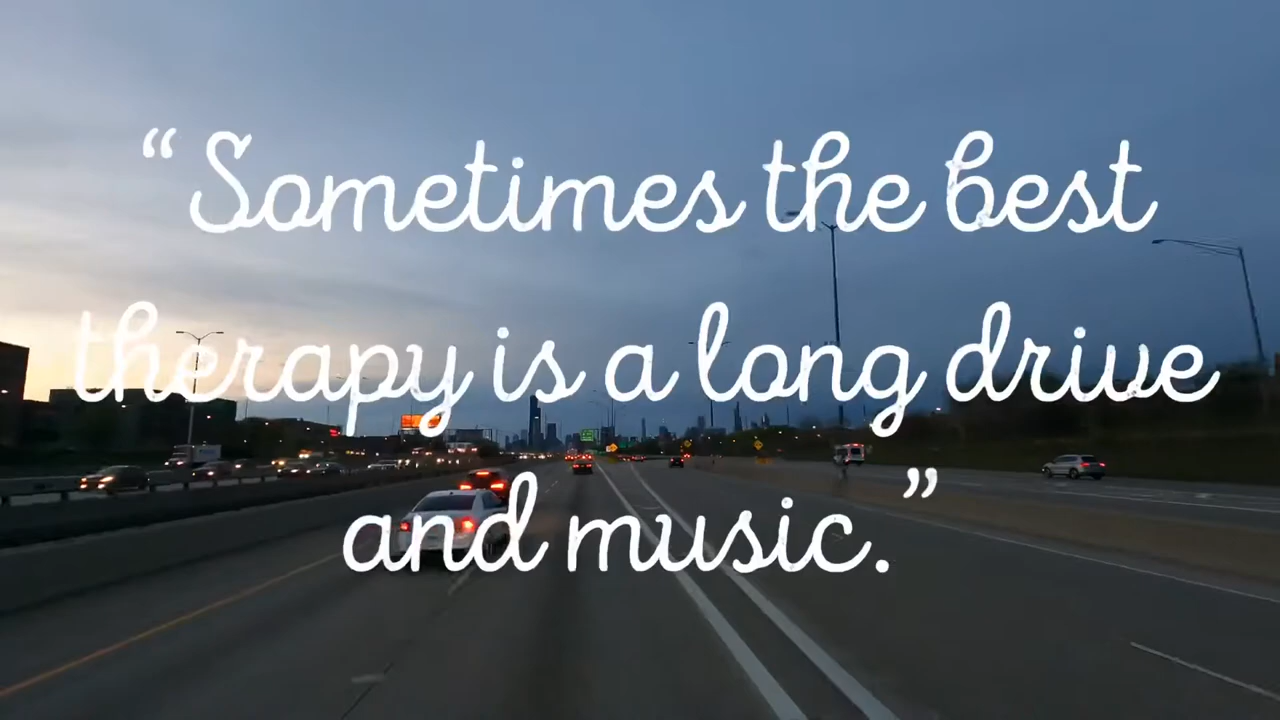 “Sometimes the best
therapy is a long drive
and music.”